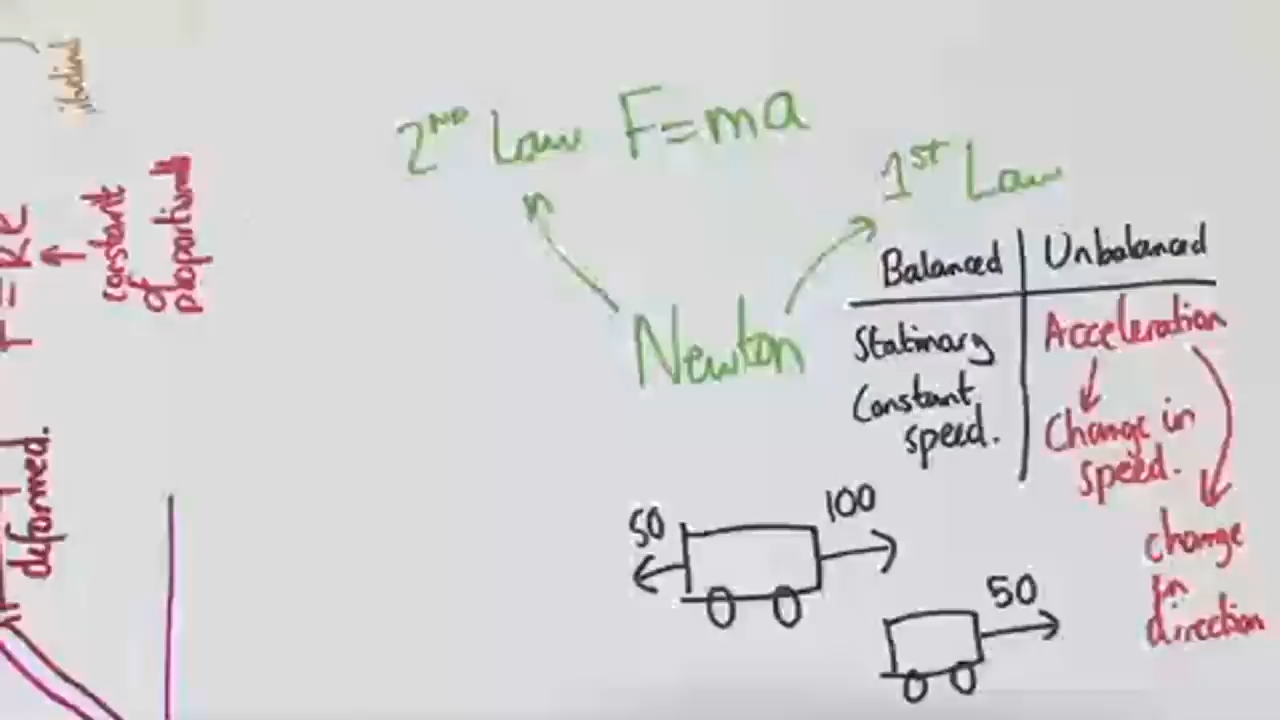 2ND Law F=ma
1st Law
Newton
Balanced
Unbalanced
Stationary
Constant
speed.
Acceleration
Change in
speed.
change
in
direction
50
100
50
F=ke
constant
of
deformed.